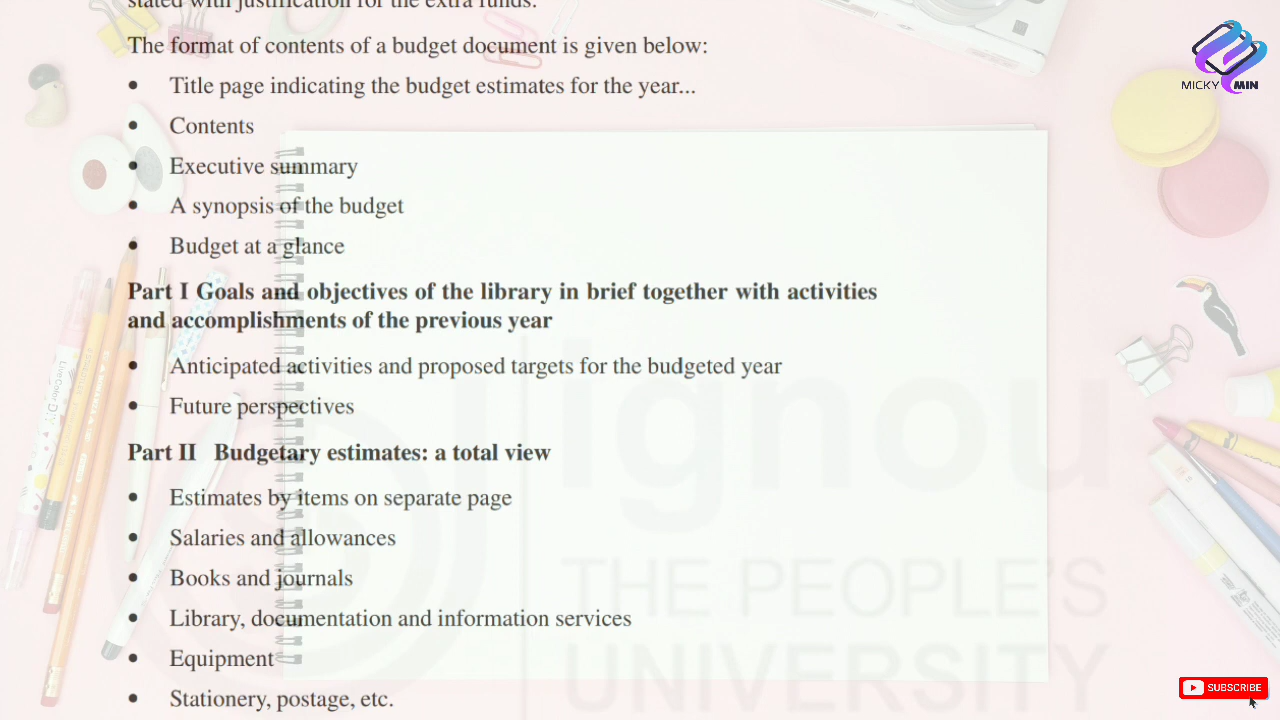 stated with justification for the extra funds.
The format of contents of a budget document is given below:
• Title page indicating the budget estimates for the year...
• Contents
• Executive summary
• A synopsis of the budget
• Budget at a glance
Part I Goals and objectives of the library in brief together with activities
and accomplishments of the previous year
• Anticipated activities and proposed targets for the budgeted year
• Future perspectives
Part II Budgetary estimates: a total view
• Estimates by items on separate page
• Salaries and allowances
• Books and journals
• Library, documentation and information services
• Equipment
• Stationery, postage, etc.
MICKY MIN
ignou
THE PEOPLE'S
UNIVERSITY
SUBSCRIBE